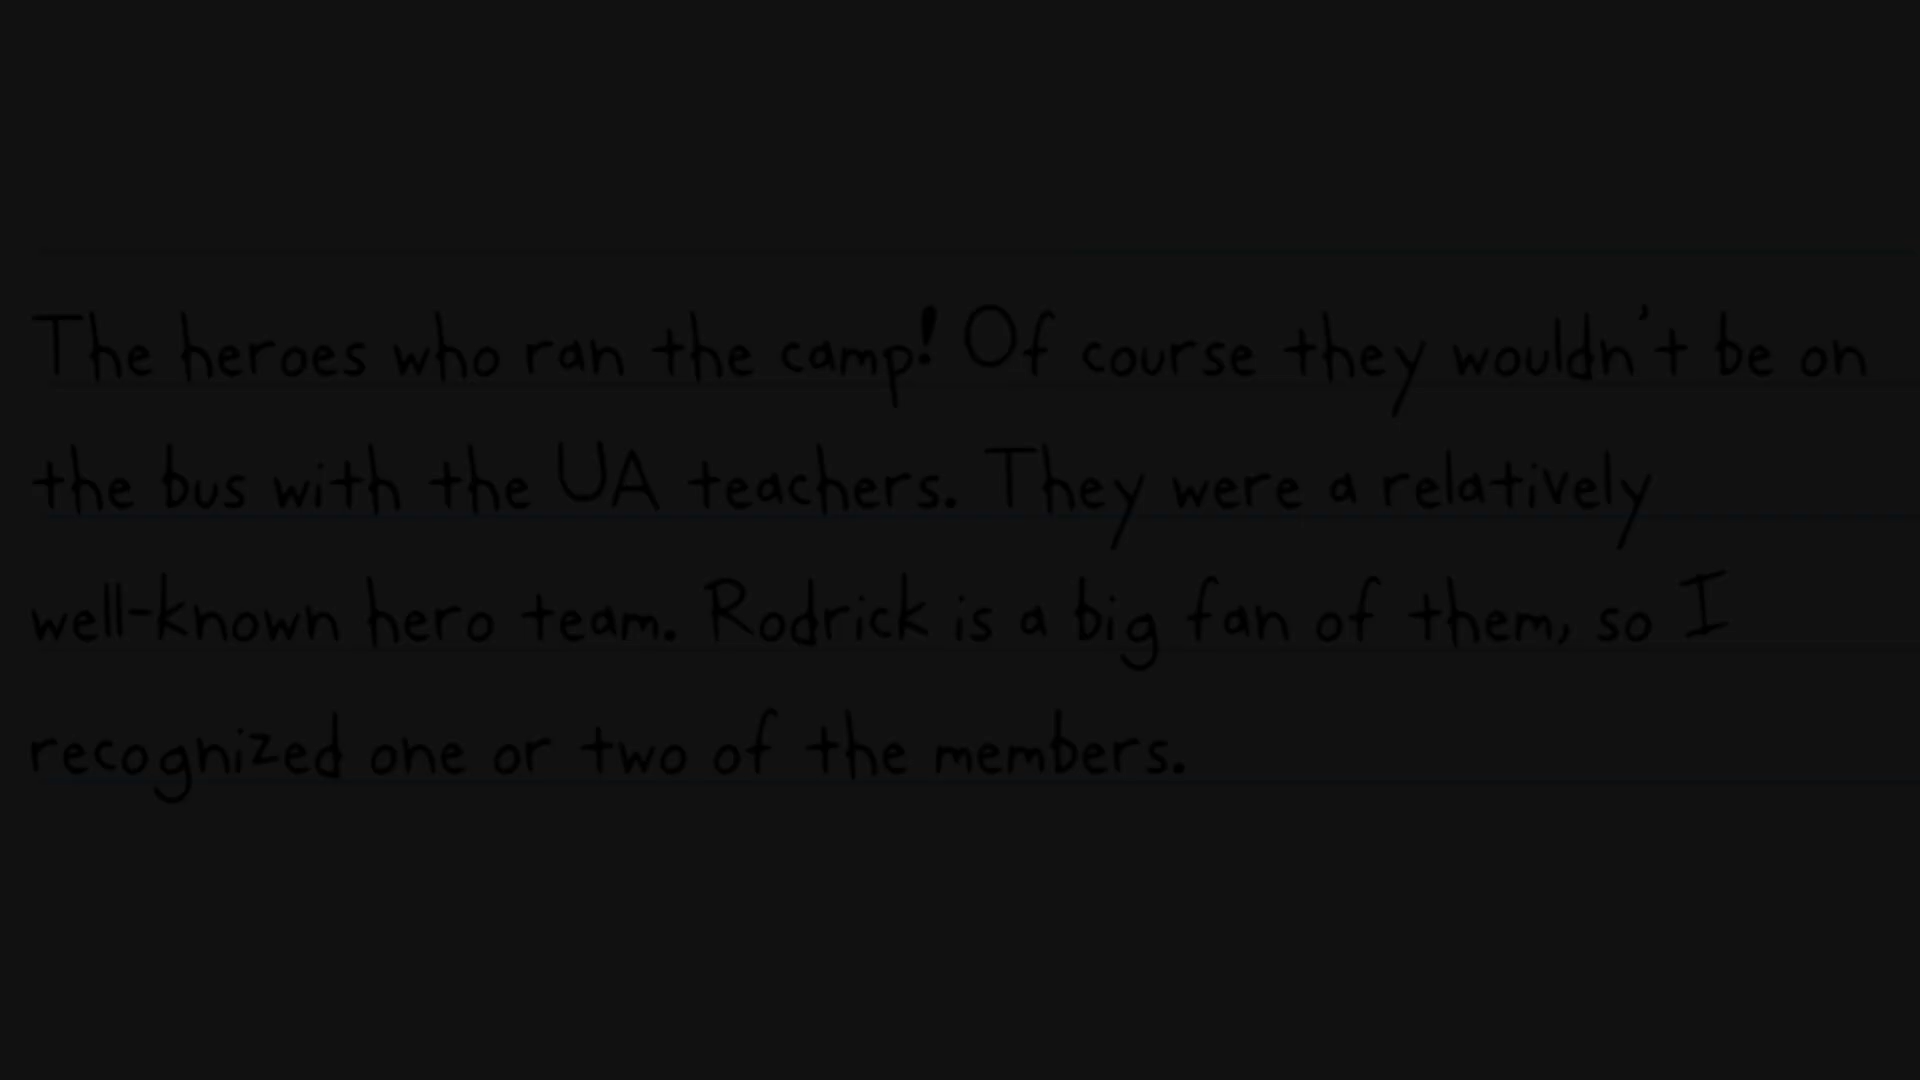 The heroes who ran the camp! Of course they wouldn't be on
the bus with the UA teachers. They were a relatively
well-known hero team. Rodrick is a big fan of them, so I
recognized one or two of the members.